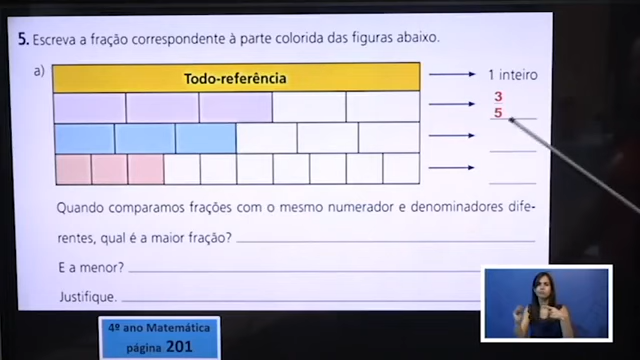 5. Escreva a fração correspondente à parte colorida das figuras abaixo.
a)
Todo-referência
1 inteiro
3
5
Quando comparamos frações com o mesmo numerador e denominadores dife-
rentes, qual é a maior fração?
E a menor?
Justifique.
4º ano Matemática
página 201